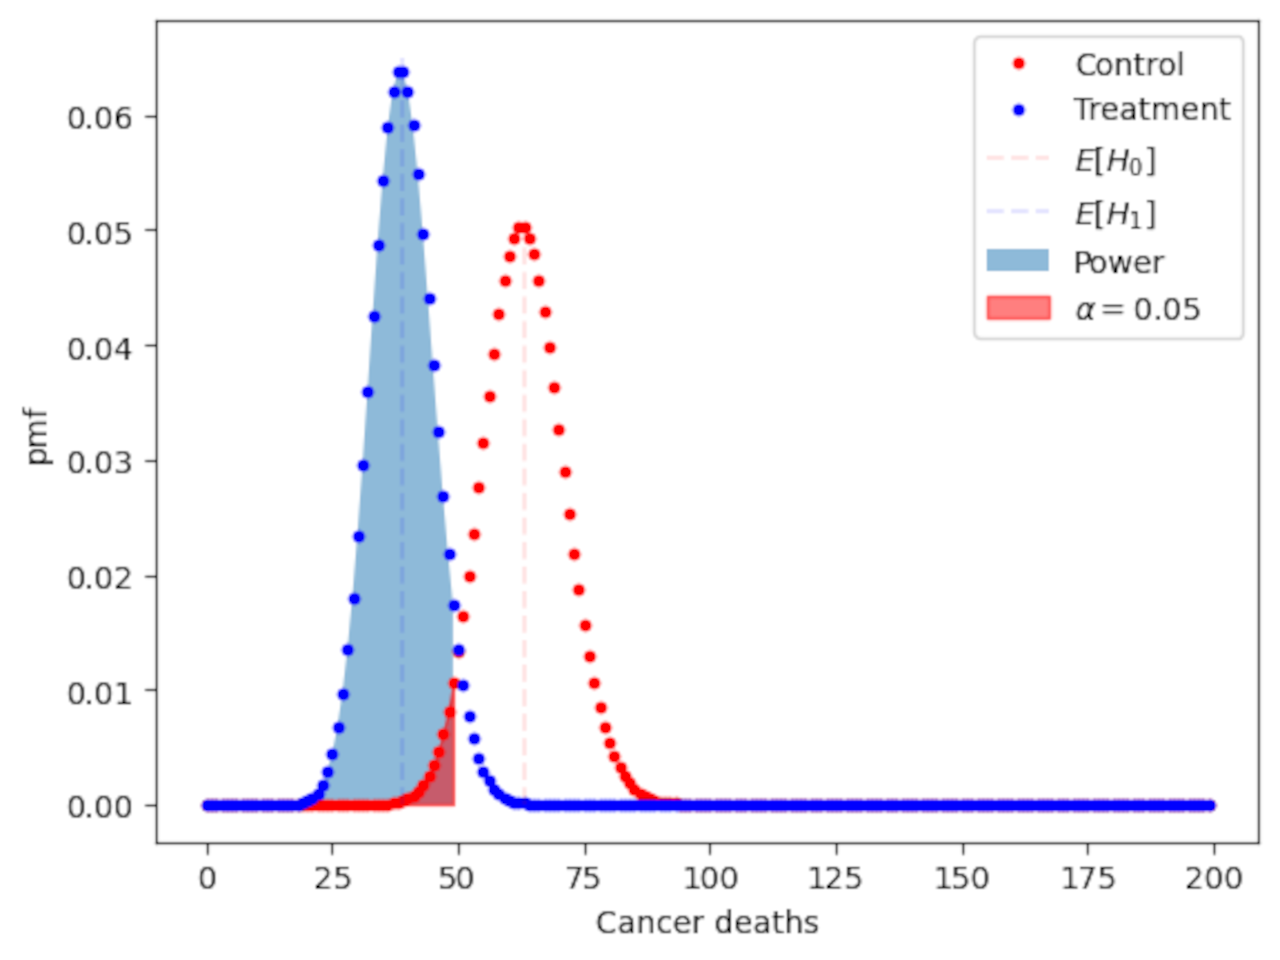 Control
Treatment
E[H₀]
E[H₁]
Power
α = 0.05
0.06
0.05
0.04
0.03
0.02
0.01
0.00
pmf
0 25 50 75 100 125 150 175 200
Cancer deaths